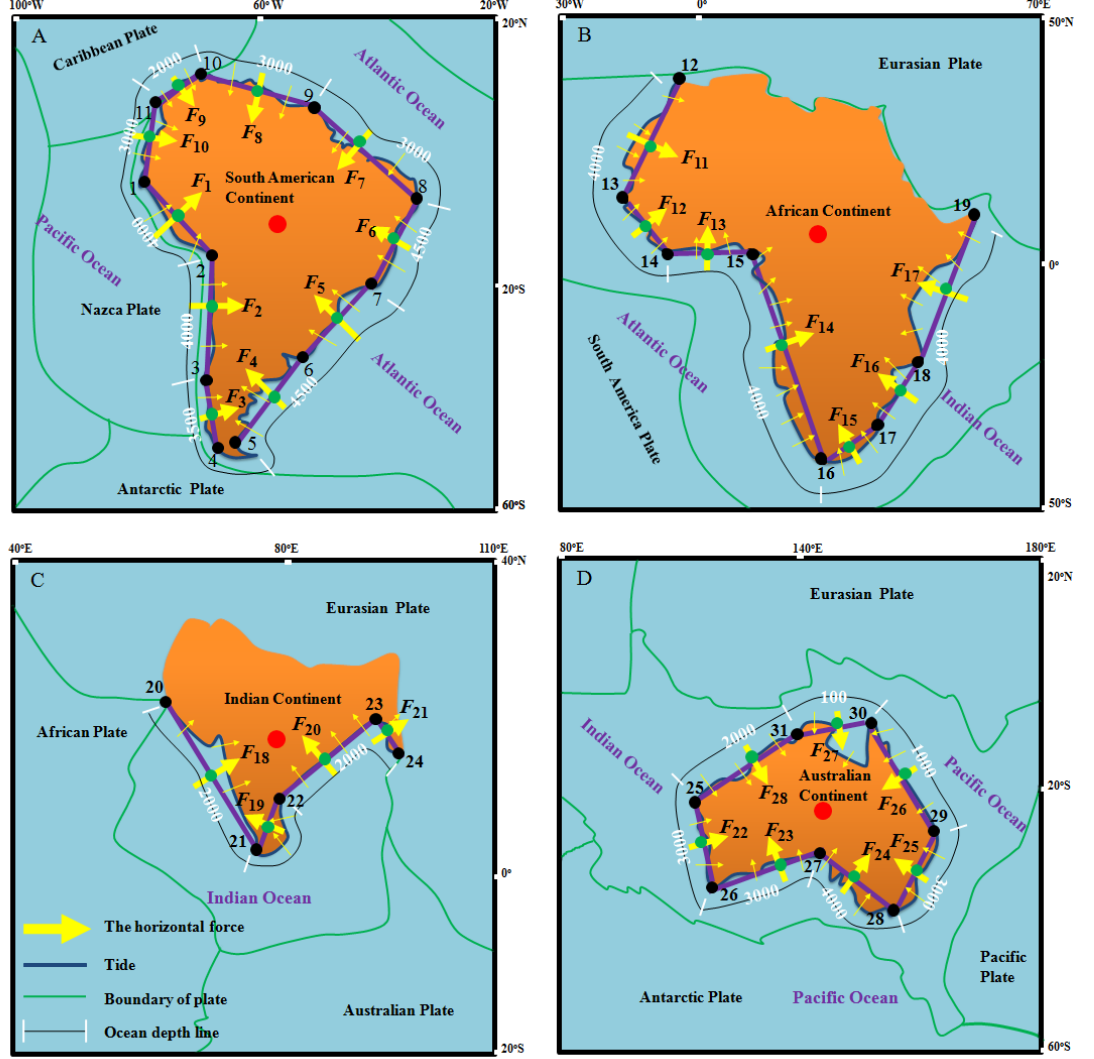 100°W
60°W
20°W
20°N
A
Caribbean Plate
Atlantic Ocean
10
2000
3000
9
11
F9
F8
F10
3000
F7
3000
1
F1
South American
Continent
8
F6
4500
Pacific Ocean
6000
2
7
20°S
F5
Nazca Plate
F2
4000
6
F4
Atlantic Ocean
3
F3
4500
3500
5
4
Antarctic Plate
60°S
30°W
0°
70°E
50°N
B
12
Eurasian Plate
4000
F11
13
F12
F13
African Continent
19
14
15
0°
F17
Atlantic Ocean
F14
4000
South America Plate
F16
18
4000
F15
17
Indian Ocean
16
50°S
40°E
80°E
110°E
40°N
C
Eurasian Plate
20
Indian Continent
23
F21
F20
African Plate
F18
2000
24
2000
F19
22
21
0°
Indian Ocean
The horizontal force
Tide
Boundary of plate
Australian Plate
Ocean depth line
20°S
80°E
140°E
180°E
20°N
D
Eurasian Plate
100
30
31
2000
F27
1000
Indian Ocean
Pacific Ocean
Australian
Continent
25
F28
F26
20°S
F22
F23
29
F24
F25
3000
27
26
3000
4000
28
3000
Pacific
Plate
Antarctic Plate
Pacific Ocean
60°S